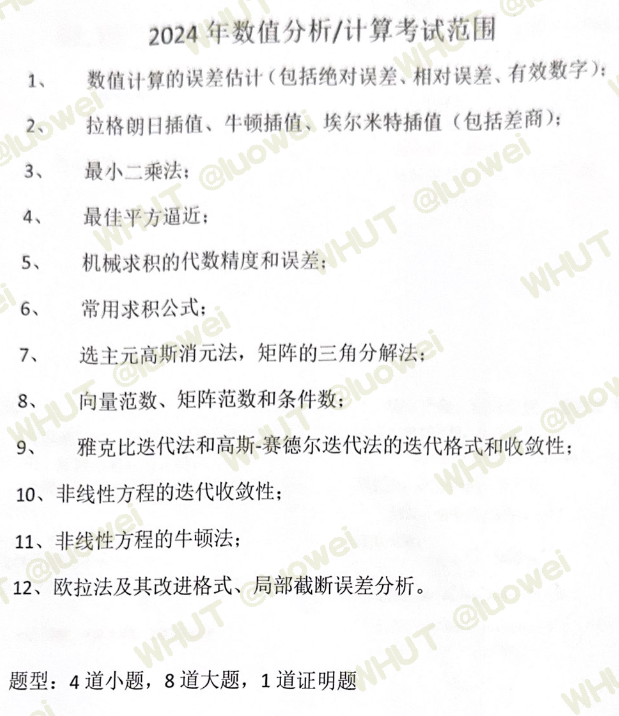 2024 年数值分析/计算考试范围
1、 数值计算的误差估计（包括绝对误差、相对误差、有效数字）；
2、 拉格朗日插值、牛顿插值、埃尔米特插值（包括差商）；
3、 最小二乘法；
4、 最佳平方逼近；
5、 机械求积的代数精度和误差；
6、 常用求积公式；
7、 选主元高斯消元法，矩阵的三角分解法；
8、 向量范数、矩阵范数和条件数；
9、 雅克比迭代法和高斯-赛德尔迭代法的迭代格式和收敛性；
10、非线性方程的迭代收敛性；
11、非线性方程的牛顿法；
12、欧拉法及其改进格式、局部截断误差分析。
题型：4 道小题，8 道大题，1 道证明题
WHUT @luowei